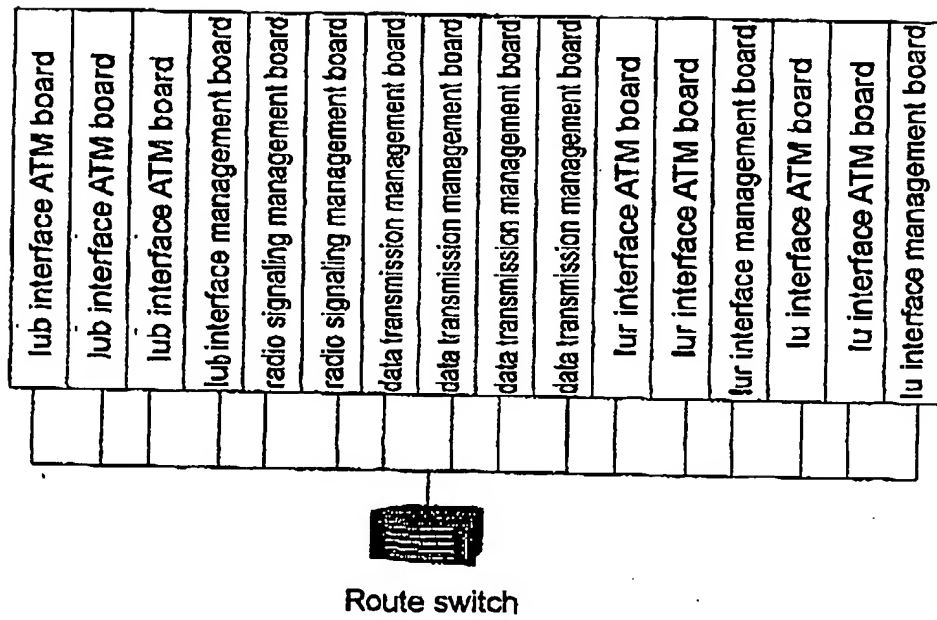 Iub interface ATM board
Iub interface ATM board
Iub interface ATM board
Iub interface management board
radio signaling management board
radio signaling management board
data transmission management board
data transmission management board
data transmission management board
data transmission management board
Iur interface ATM board
Iur interface ATM board
Iur interface management board
Iu interface ATM board
Iu interface ATM board
Iu interface management board
Route switch